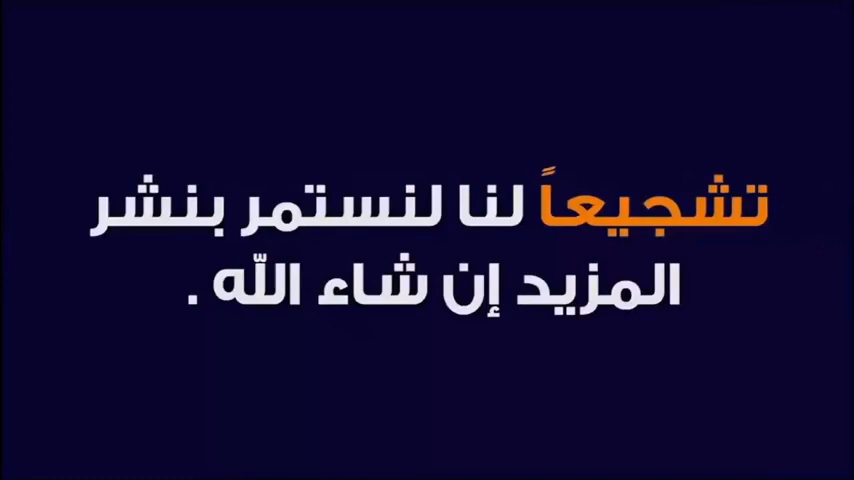 تشجيعاً لنا لنستمر بنشر
المزيد إن شاء الله .